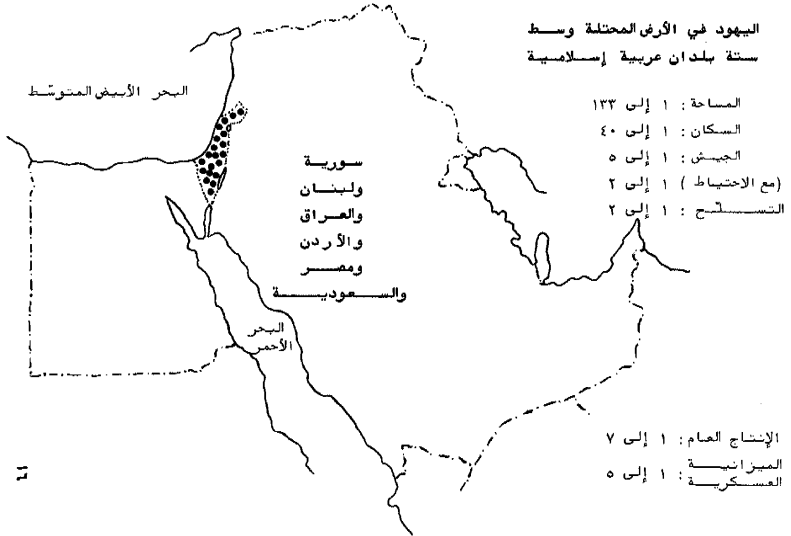 اليهود في الأرض المحتلة وسط
ستة بلدان عربية إسلامية
المساحة: ١ إلى ١٣٣
السكان: ١ إلى ٤٠
الجيش: ١ إلى ٥
(مع الاحتياط) ١ إلى ٢
التسلّح: ١ إلى ٢
البحر الأبيض المتوسّط
سورية
ولبنان
والعراق
والأردن
ومصر
والسعودية
البحر
الأحمر
الإنتاج العام: ١ إلى ٧
الميزانية
العسكرية: ١ إلى ٥